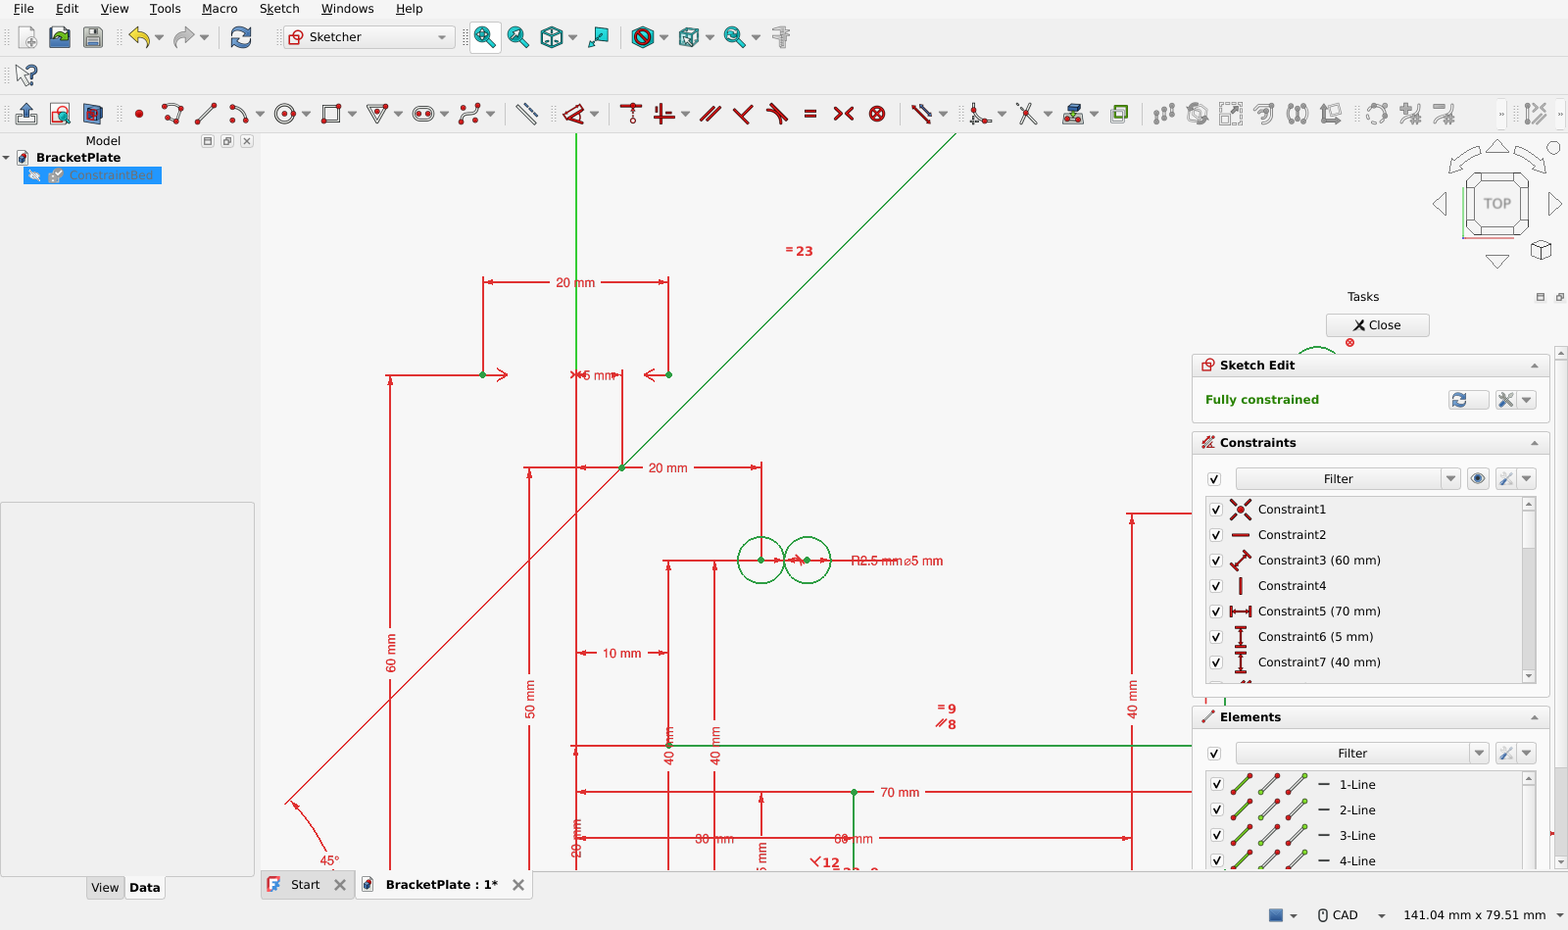 File Edit View Tools Macro Sketch Windows Help
Sketcher
Model
BracketPlate
ConstraintBed
TOP
= 23
20 mm
5 mm
20 mm
R2.5 mm ⌀5 mm
60 mm
10 mm
50 mm
40 mm
40 mm
40 mm
= 9
8
70 mm
30 mm
60 mm
20 mm
12
45°
Tasks
Close
Sketch Edit
Fully constrained
Constraints
Filter
Constraint1
Constraint2
Constraint3 (60 mm)
Constraint4
Constraint5 (70 mm)
Constraint6 (5 mm)
Constraint7 (40 mm)
Elements
Filter
1-Line
2-Line
3-Line
4-Line
View Data
Start
BracketPlate : 1*
CAD
141.04 mm x 79.51 mm